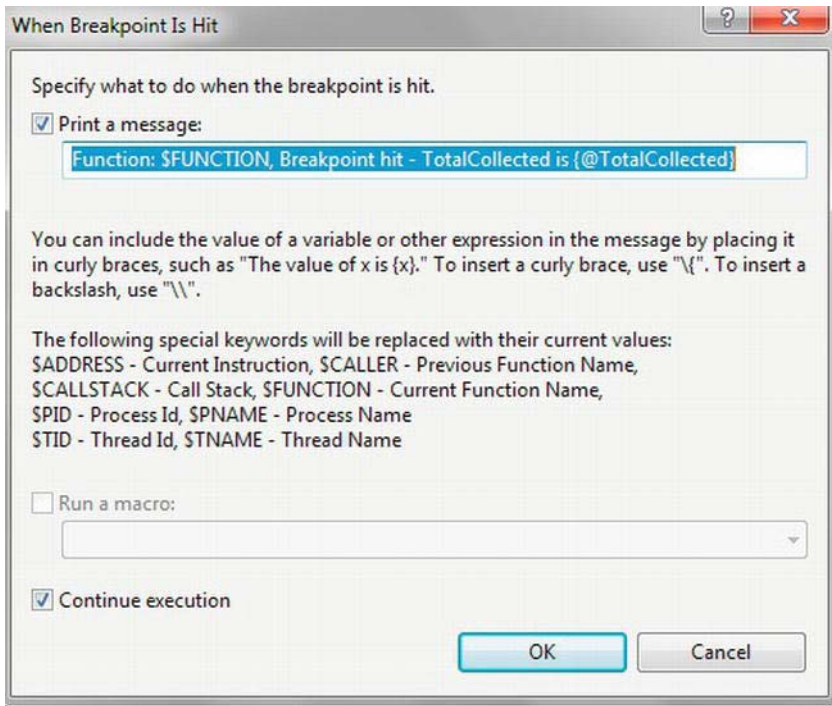 When Breakpoint Is Hit
Specify what to do when the breakpoint is hit.
Print a message:
Function: $FUNCTION, Breakpoint hit - TotalCollected is {@TotalCollected}
You can include the value of a variable or other expression in the message by placing it
in curly braces, such as "The value of x is {x}." To insert a curly brace, use "\{". To insert a
backslash, use "\\".
The following special keywords will be replaced with their current values:
$ADDRESS - Current Instruction, $CALLER - Previous Function Name,
$CALLSTACK - Call Stack, $FUNCTION - Current Function Name,
$PID - Process Id, $PNAME - Process Name
$TID - Thread Id, $TNAME - Thread Name
Run a macro:
Continue execution
OK Cancel